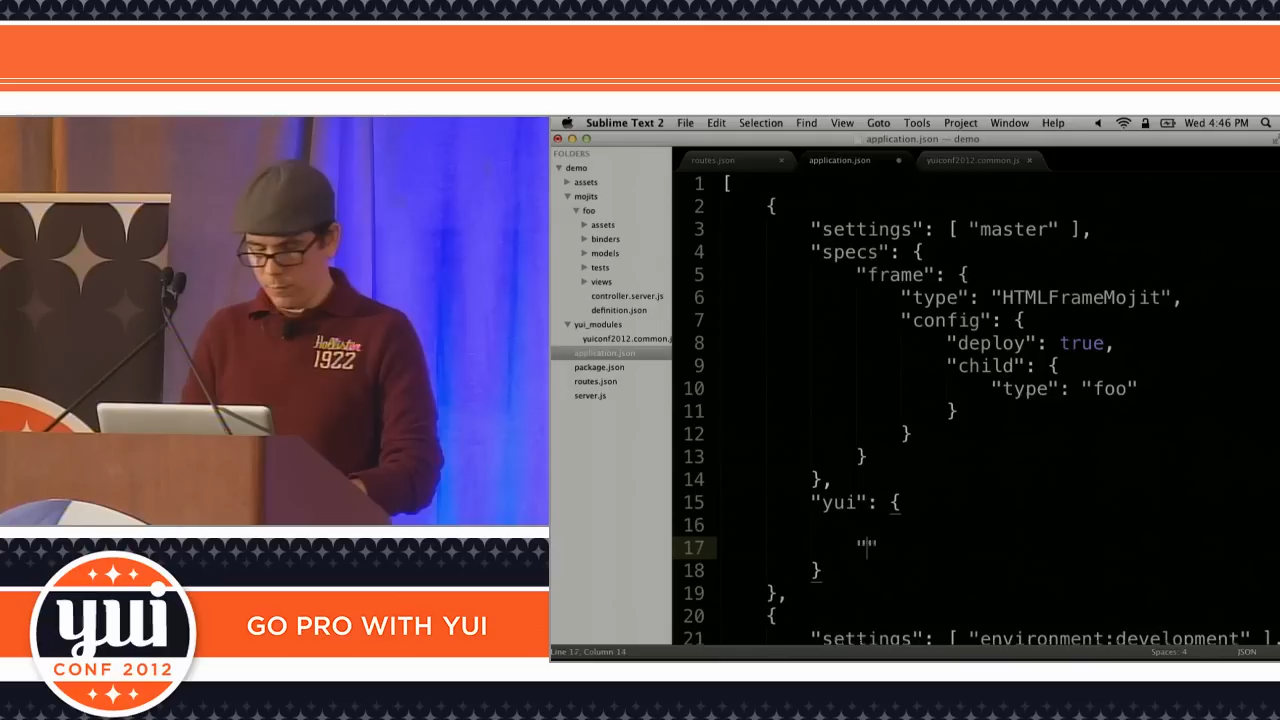 Sublime Text 2 File Edit Selection Find View Goto Tools Project Window Help Wed 4:46 PM
application.json — demo
FOLDERS
demo
assets
mojits
foo
assets
binders
models
tests
views
controller.server.js
definition.json
yui_modules
yuiconf2012.common.j
application.json
package.json
routes.json
server.js
routes.json
application.json
yuiconf2012.common.js
1 [
2 {
3 "settings": [ "master" ],
4 "specs": {
5 "frame": {
6 "type": "HTMLFrameMojit",
7 "config": {
8 "deploy": true,
9 "child": {
10 "type": "foo"
11 }
12 }
13 }
14 },
15 "yui": {
16
17 ""
18 }
19 },
20 {
21 "settings": [ "environment:development" ],
Line 17, Column 14
Spaces: 4
JSON
Hollister
1922
yui
CONF 2012
GO PRO WITH YUI